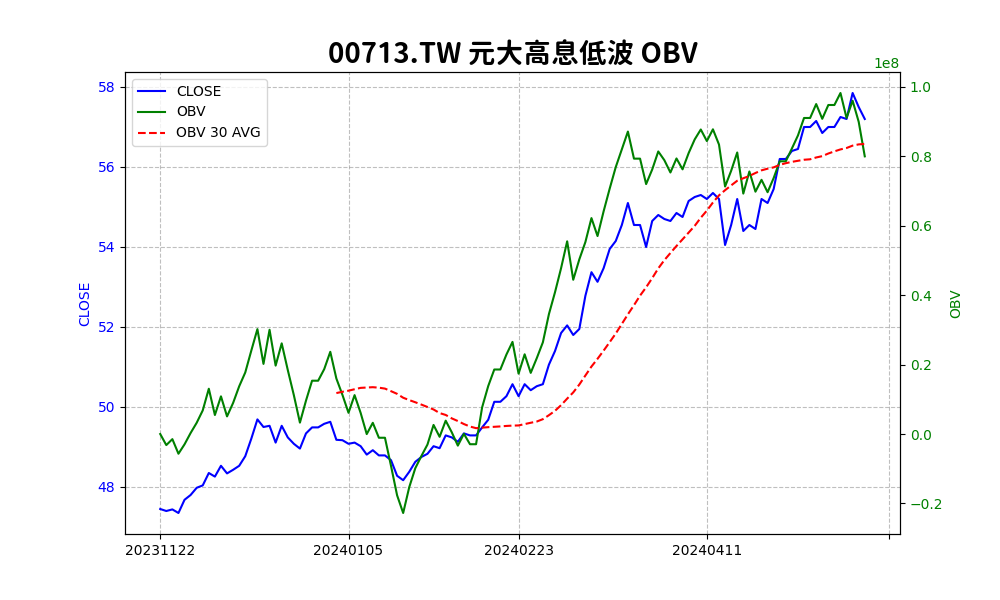 00713.TW 元大高息低波 OBV
1e8
CLOSE
OBV
OBV 30 AVG
58
56
54
52
50
48
CLOSE
1.0
0.8
0.6
0.4
0.2
0.0
−0.2
OBV
20231122
20240105
20240223
20240411